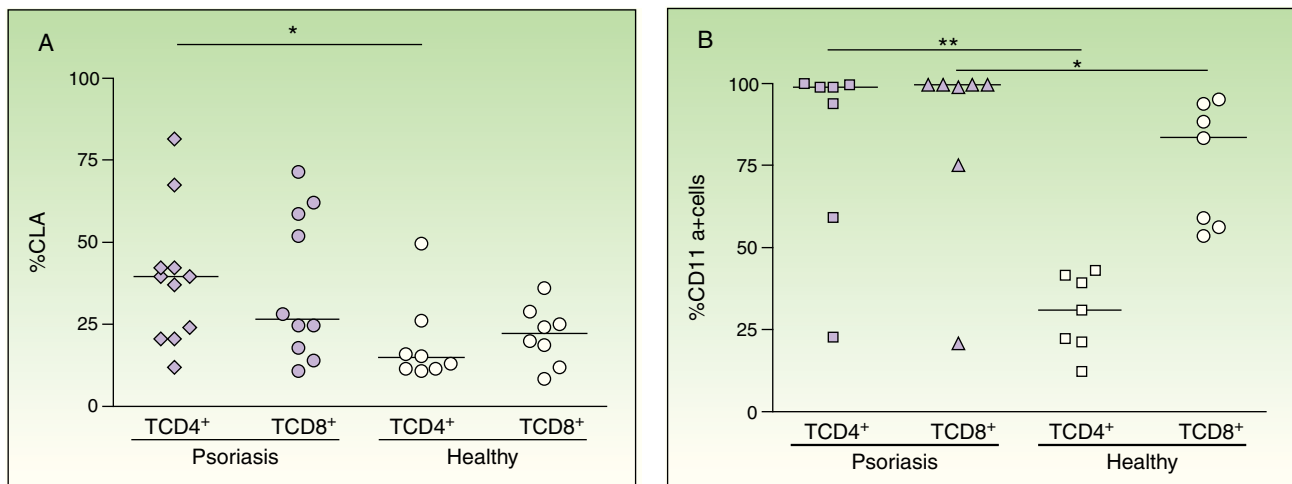 A
*
%CLA
100
75
50
25
0
TCD4+ TCD8+ TCD4+ TCD8+
Psoriasis Healthy
B
**
*
%CD11 a+cells
100
75
50
25
0
TCD4+ TCD8+ TCD4+ TCD8+
Psoriasis Healthy